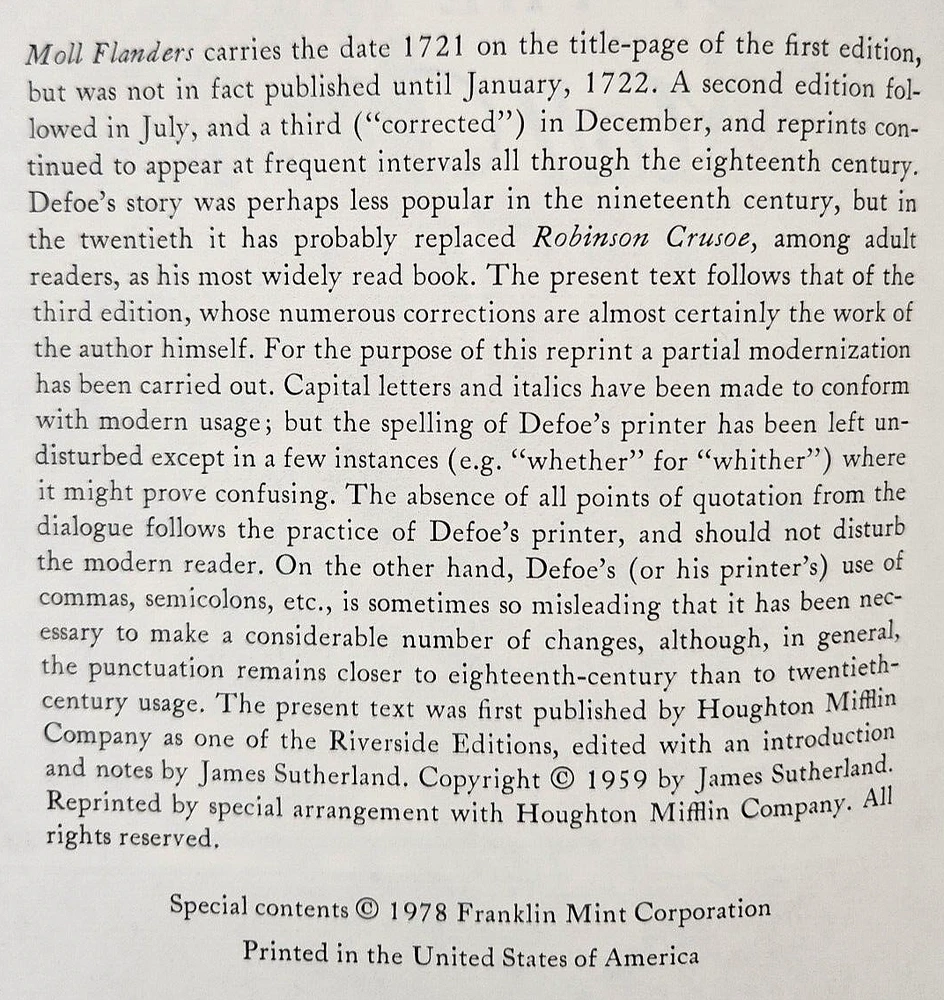 Moll Flanders carries the date 1721 on the title-page of the first edition,
but was not in fact published until January, 1722. A second edition fol-
lowed in July, and a third (“corrected”) in December, and reprints con-
tinued to appear at frequent intervals all through the eighteenth century.
Defoe’s story was perhaps less popular in the nineteenth century, but in
the twentieth it has probably replaced Robinson Crusoe, among adult
readers, as his most widely read book. The present text follows that of the
third edition, whose numerous corrections are almost certainly the work of
the author himself. For the purpose of this reprint a partial modernization
has been carried out. Capital letters and italics have been made to conform
with modern usage; but the spelling of Defoe’s printer has been left un-
disturbed except in a few instances (e.g. “whether” for “whither”) where
it might prove confusing. The absence of all points of quotation from the
dialogue follows the practice of Defoe’s printer, and should not disturb
the modern reader. On the other hand, Defoe’s (or his printer’s) use of
commas, semicolons, etc., is sometimes so misleading that it has been nec-
essary to make a considerable number of changes, although, in general,
the punctuation remains closer to eighteenth-century than to twentieth-
century usage. The present text was first published by Houghton Mifflin
Company as one of the Riverside Editions, edited with an introduction
and notes by James Sutherland. Copyright © 1959 by James Sutherland.
Reprinted by special arrangement with Houghton Mifflin Company. All
rights reserved.
Special contents © 1978 Franklin Mint Corporation
Printed in the United States of America